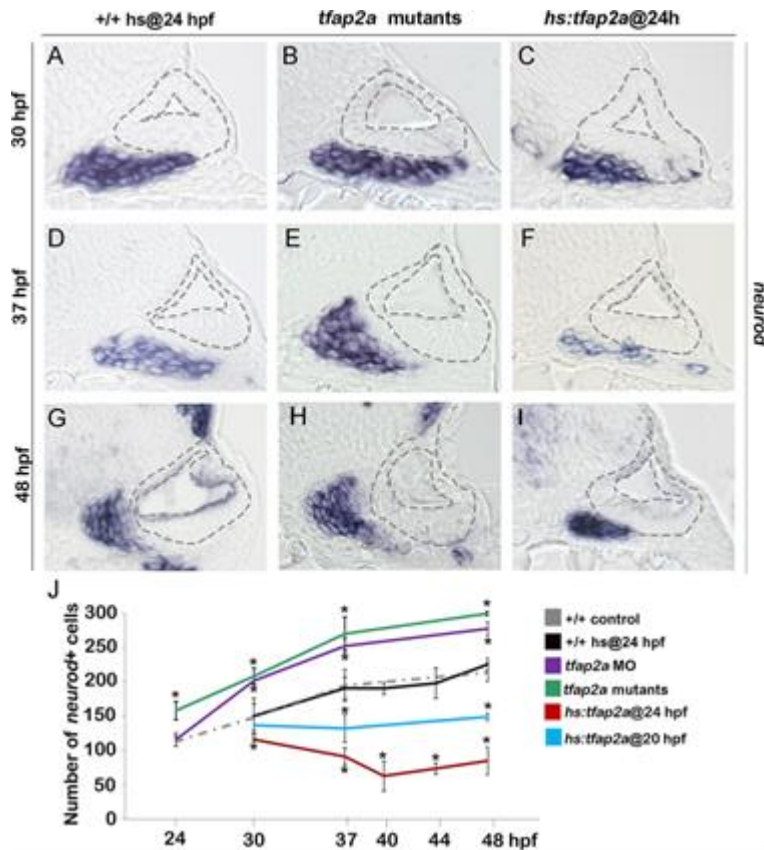 +/+ hs@24 hpf
tfap2a mutants
hs:tfap2a@24h
30 hpf
A
B
C
37 hpf
D
E
F
neurod
48 hpf
G
H
I
J
Number of neurod+ cells
300
250
200
150
100
50
0
24 30 37 40 44 48 hpf
* * * * * * * * * * * * *
+/+ control
+/+ hs@24 hpf
tfap2a MO
tfap2a mutants
hs:tfap2a@24 hpf
hs:tfap2a@20 hpf